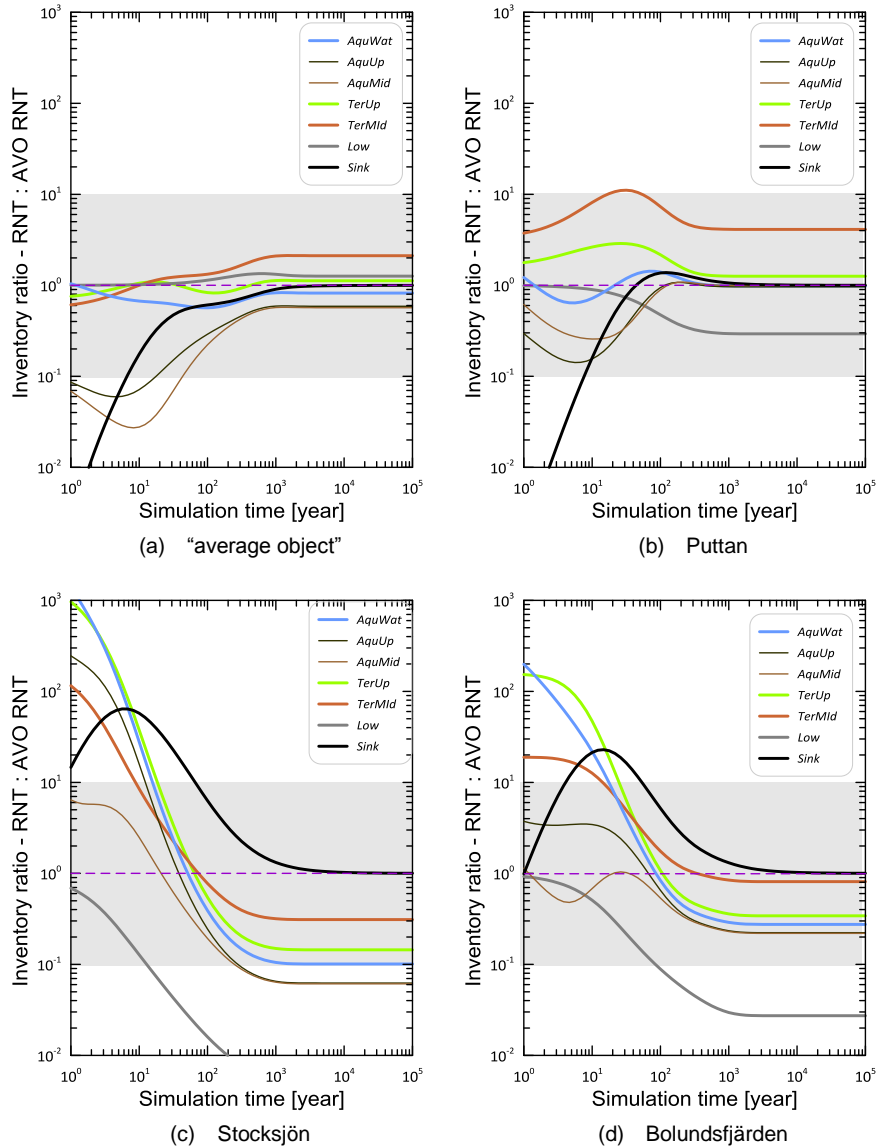 Inventory ratio - RNT : AVO RNT
10³
10²
10¹
10⁰
10⁻¹
10⁻²
AquWat
AquUp
AquMid
TerUp
TerMId
Low
Sink
10⁰ 10¹ 10² 10³ 10⁴ 10⁵
Simulation time [year]
(a) “average object”
Inventory ratio - RNT : AVO RNT
10³
10²
10¹
10⁰
10⁻¹
10⁻²
AquWat
AquUp
AquMid
TerUp
TerMId
Low
Sink
10⁰ 10¹ 10² 10³ 10⁴ 10⁵
Simulation time [year]
(b) Puttan
Inventory ratio - RNT : AVO RNT
10³
10²
10¹
10⁰
10⁻¹
10⁻²
AquWat
AquUp
AquMid
TerUp
TerMId
Low
Sink
10⁰ 10¹ 10² 10³ 10⁴ 10⁵
Simulation time [year]
(c) Stocksjön
Inventory ratio - RNT : AVO RNT
10³
10²
10¹
10⁰
10⁻¹
10⁻²
AquWat
AquUp
AquMid
TerUp
TerMId
Low
Sink
10⁰ 10¹ 10² 10³ 10⁴ 10⁵
Simulation time [year]
(d) Bolundsfjärden